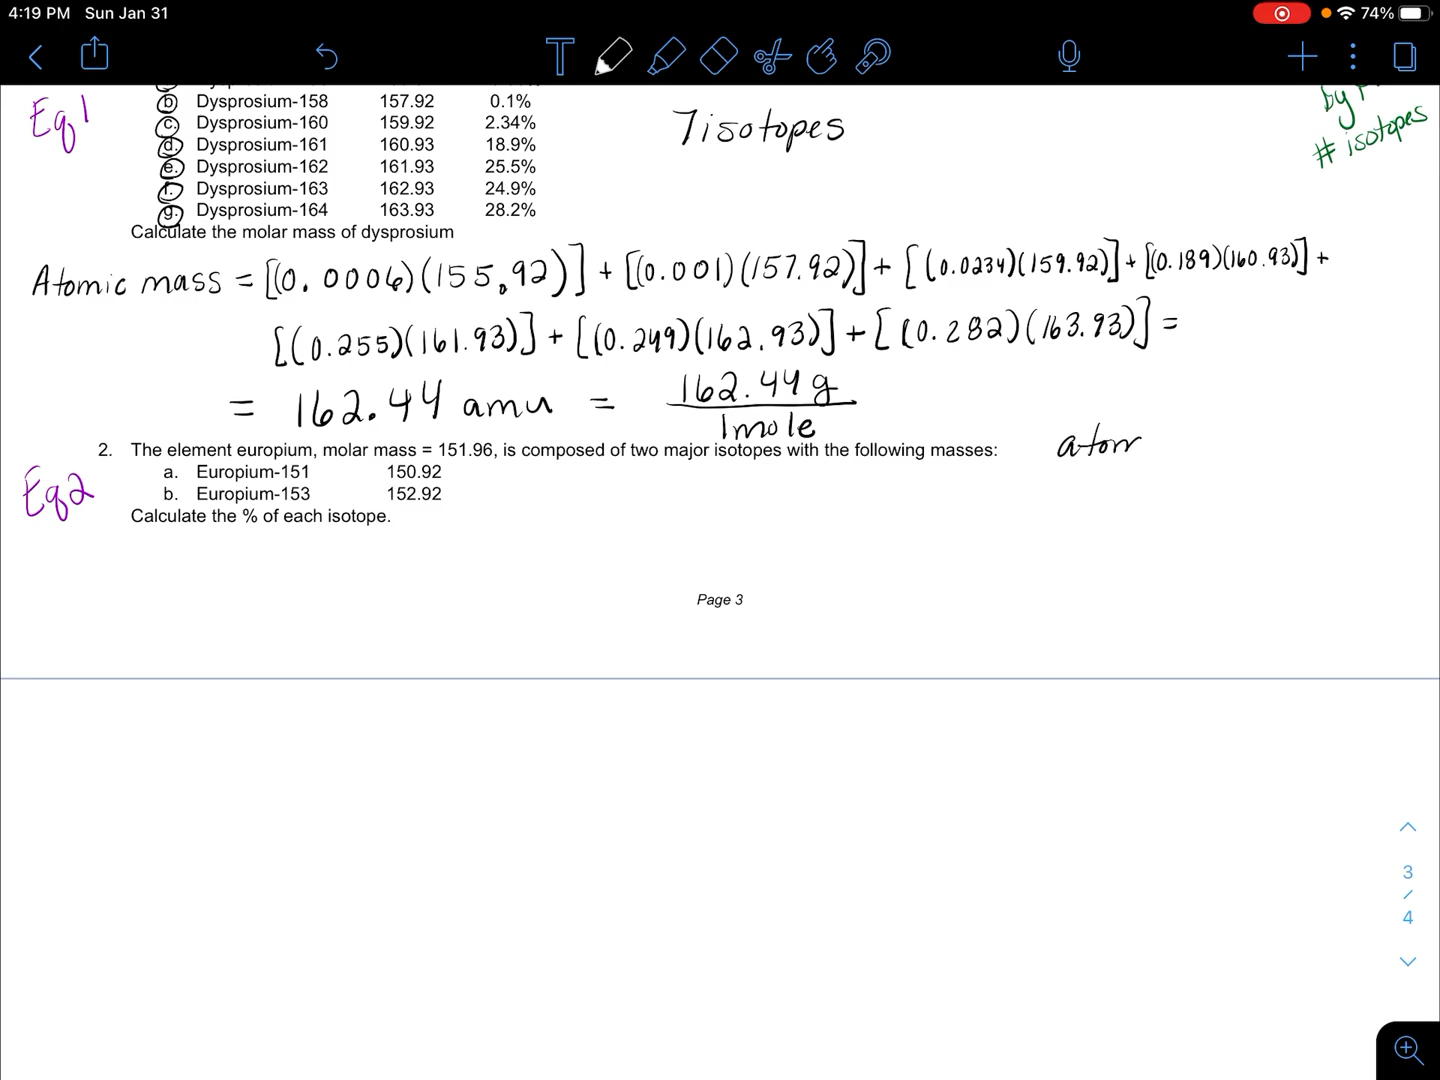 4:19 PM Sun Jan 31
74%
by
# isotopes
Eq1
b. Dysprosium-158 157.92 0.1%
c. Dysprosium-160 159.92 2.34%
d. Dysprosium-161 160.93 18.9%
e. Dysprosium-162 161.93 25.5%
f. Dysprosium-163 162.93 24.9%
g. Dysprosium-164 163.93 28.2%
7 isotopes
Calculate the molar mass of dysprosium
Atomic mass = [(0.0006)(155.92)] + [(0.001)(157.92)] + [(0.0234)(159.92)] + [(0.189)(160.93)] +
[(0.255)(161.93)] + [(0.249)(162.93)] + [(0.282)(163.93)] =
= 162.44 amu = 162.44 g
1 mole
2. The element europium, molar mass = 151.96, is composed of two major isotopes with the following masses:
atom
Eq2
a. Europium-151 150.92
b. Europium-153 152.92
Calculate the % of each isotope.
Page 3
3
/
4